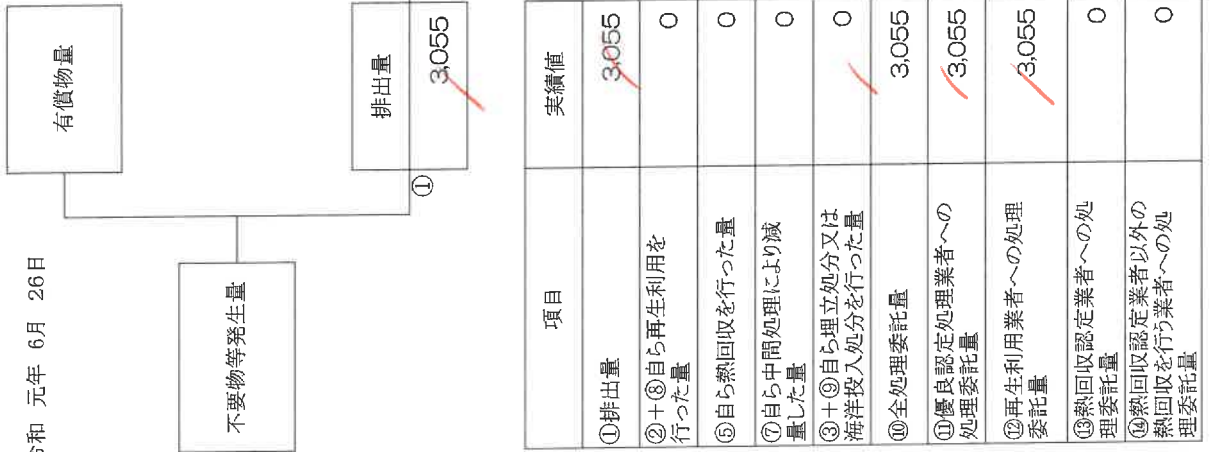 令和 元年 6月 26日
有償物量
不要物等発生量
排出量
①
3,055
項目
実績値
①排出量
3,055
②＋⑧自ら再生利用を
行った量
0
⑤自ら熱回収を行った量
0
⑦自ら中間処理により減
量した量
0
③＋⑨自ら埋立処分又は
海洋投入処分を行った量
0
⑩全処理委託量
3,055
⑪優良認定処理業者への
処理委託量
3,055
⑫再生利用業者への処理
委託量
3,055
⑬熱回収認定業者への処
理委託量
0
⑭熱回収認定業者以外の
熱回収を行う業者への処
理委託量
0